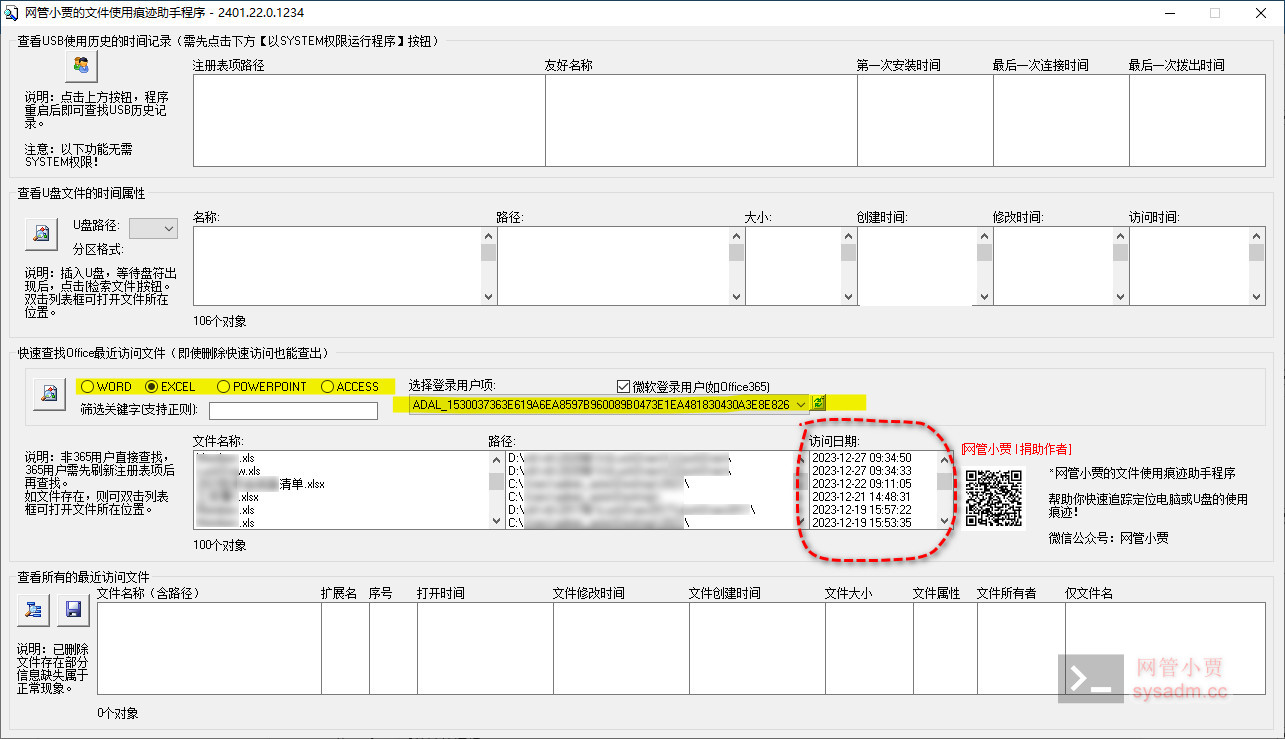 网管小贾的文件使用痕迹助手程序 - 2401.22.0.1234
查看USB使用历史的时间记录（需先点击下方【以SYSTEM权限运行程序】按钮）
注册表项路径 友好名称 第一次安装时间 最后一次连接时间 最后一次拨出时间
说明：点击上方按钮，程序
重启后即可查找USB历史记
录。
注意：以下功能无需
SYSTEM权限！
查看U盘文件的时间属性
U盘路径:
分区格式:
名称: 路径: 大小: 创建时间: 修改时间: 访问时间:
说明：插入U盘，等待盘符出
现后，点击[检索文件]按钮。
双击列表框可打开文件所在
位置。
106个对象
快速查找Office最近访问文件（即使删除快速访问也能查出）
WORD EXCEL POWERPOINT ACCESS
筛选关键字(支持正则):
选择登录用户项:
微软登录用户(如Office365)
ADAL_1530037363E619A6EA8597B960089B0473E1EA481830430A3E8E826
文件名称: 路径: 访问日期:
说明：非365用户直接查找，
365用户需先刷新注册表项后
再查找。
如文件存在，则可双击列表
框可打开文件所在位置。
.xls D:\ \ 2023-12-27 09:34:50
w.xls D:\ \ 2023-12-27 09:34:33
清单.xlsx C:\ \ 2023-12-22 09:11:05
.xlsx C:\ 2023-12-21 14:48:31
.xls D:\ \ 2023-12-19 15:57:22
.xls C:\ \ 2023-12-19 15:53:35
100个对象
[网管小贾 | 捐助作者]
*网管小贾的文件使用痕迹助手程序
帮助你快速追踪定位电脑或U盘的使用
痕迹！
微信公众号：网管小贾
查看所有的最近访问文件
文件名称（含路径） 扩展名 序号 打开时间 文件修改时间 文件创建时间 文件大小 文件属性 文件所有者 仅文件名
说明：已删除
文件存在部分
信息缺失属于
正常现象。
0个对象
网管小贾
sysadm.cc